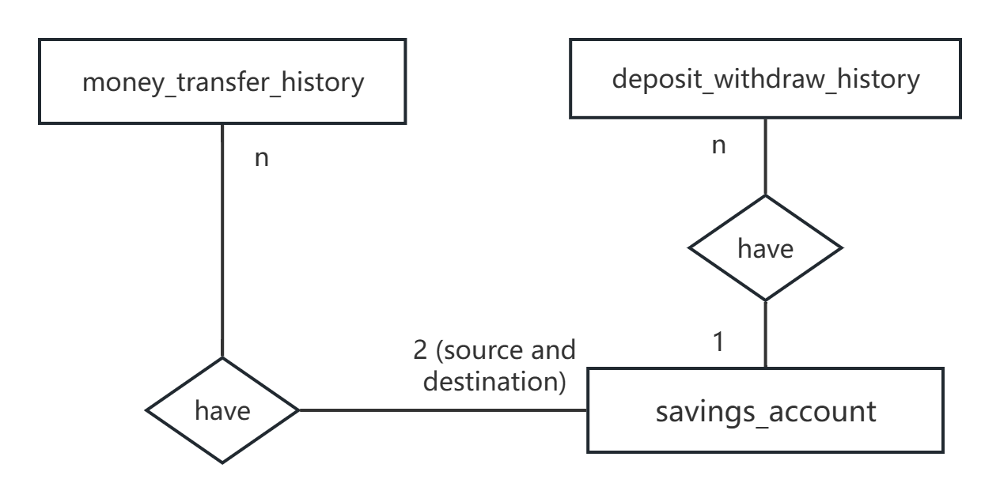 money_transfer_history
deposit_withdraw_history
n
n
have
1
2 (source and
destination)
have
savings_account